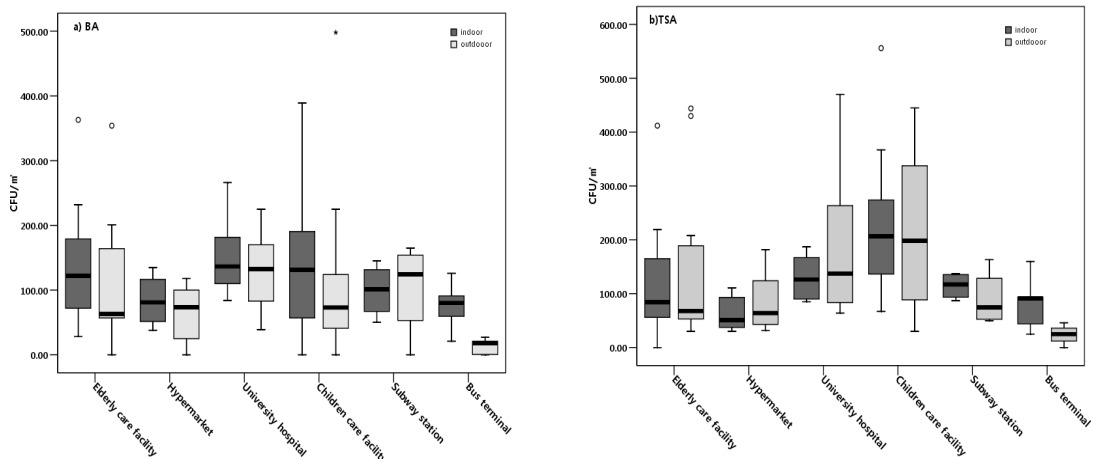 a) BA
indoor
outdooor
500.00
400.00
300.00
200.00
100.00
0.00
CFU/㎥
Elderly care facility
Hypermarket
University hospital
Children care facility
Subway station
Bus terminal
b)TSA
indoor
outdooor
600.00
500.00
400.00
300.00
200.00
100.00
0.00
CFU/㎥
Elderly care facility
Hypermarket
University hospital
Children care facility
Subway station
Bus terminal